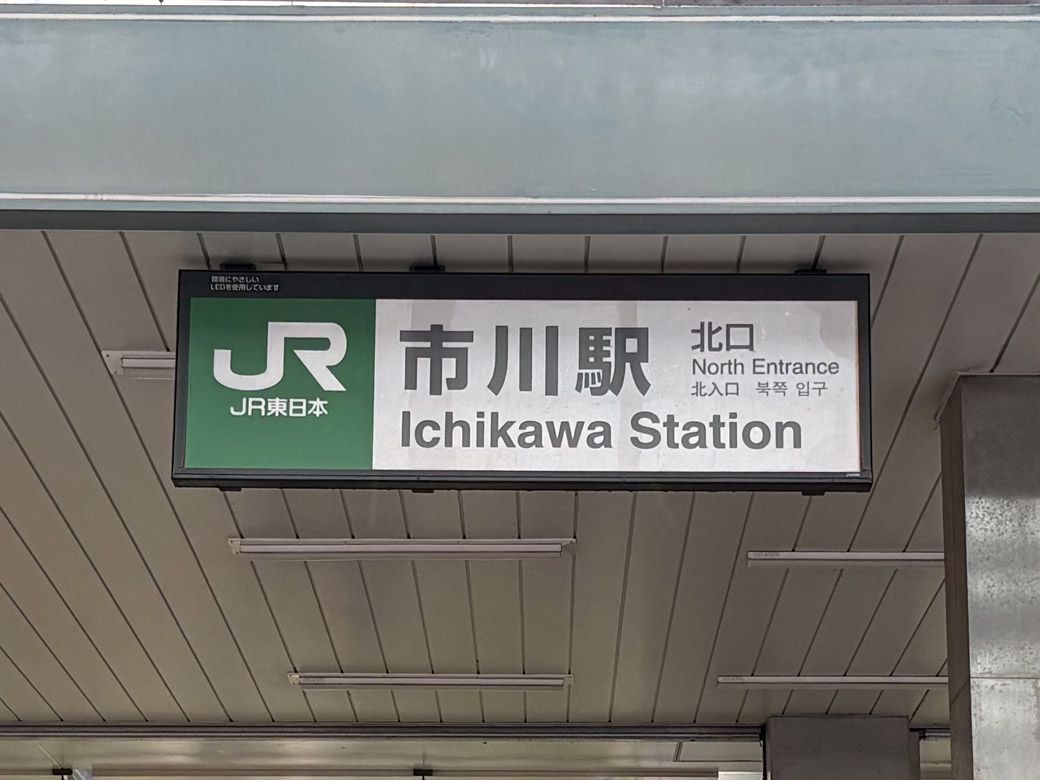 環境にやさしい
LEDを使用しています
JR
JR東日本
市川駅
Ichikawa Station
北口
North Entrance
北入口 북쪽 입구